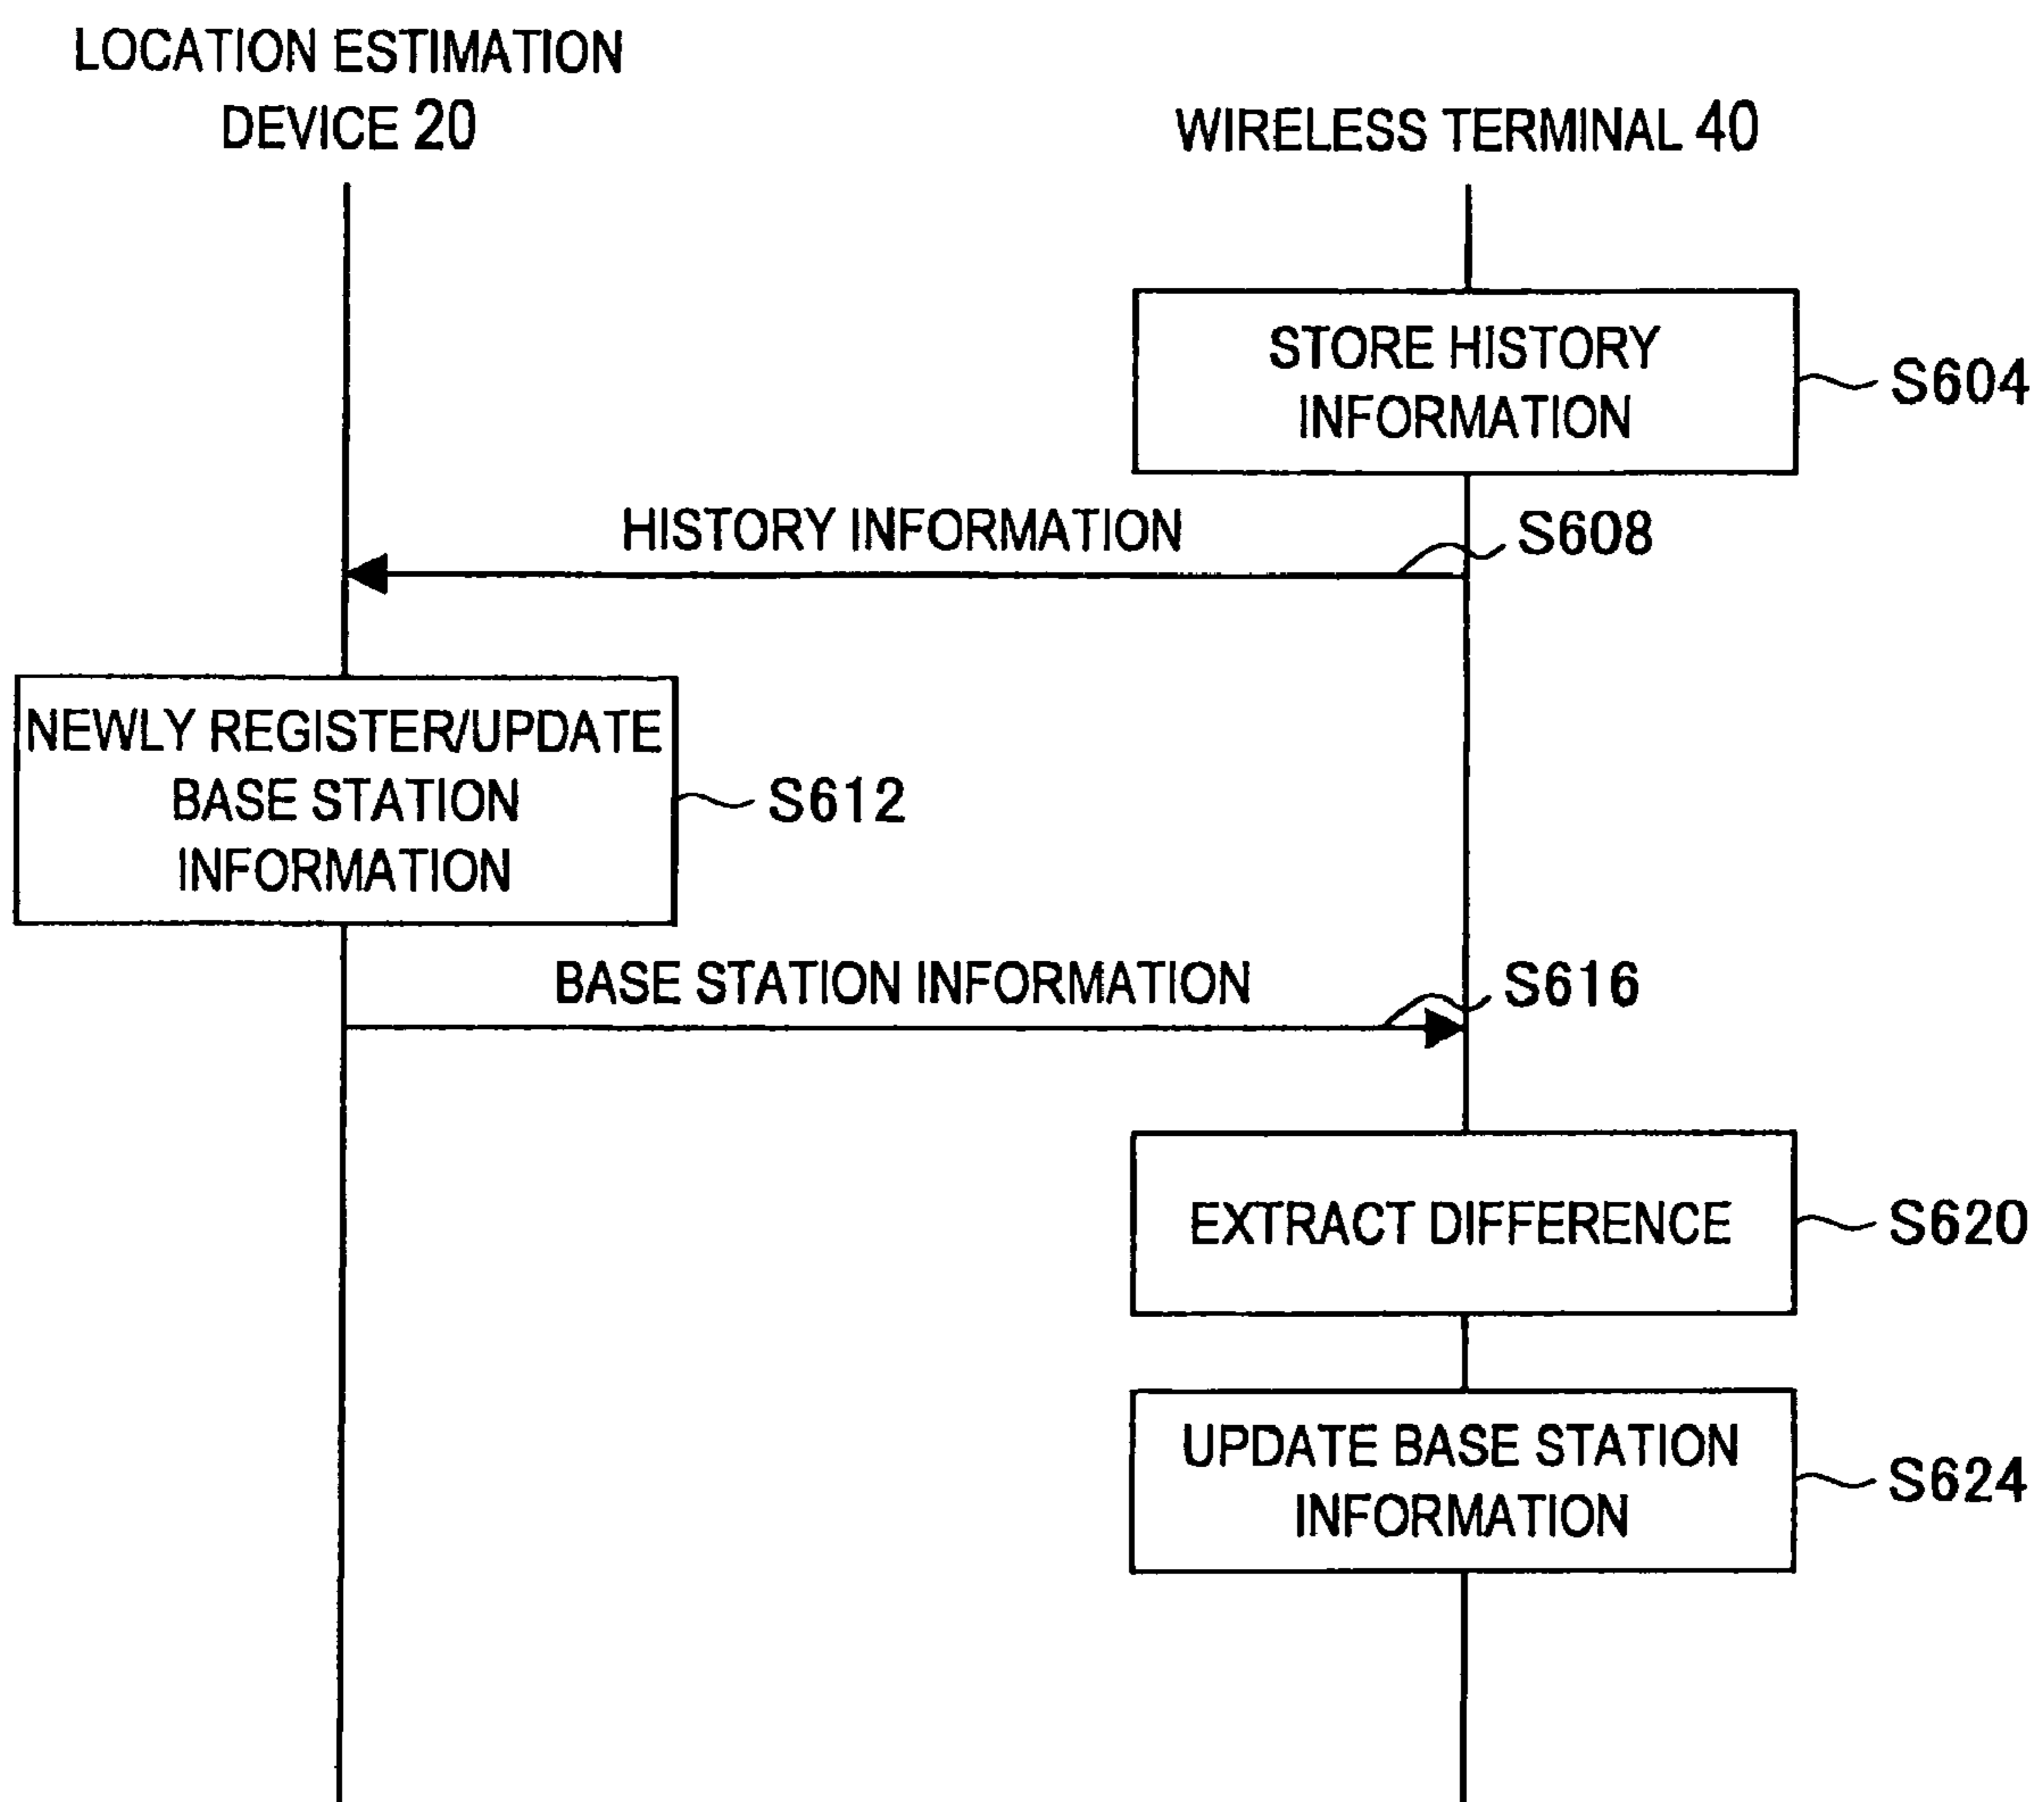 LOCATION ESTIMATION
DEVICE 20
WIRELESS TERMINAL 40
STORE HISTORY
INFORMATION
S604
HISTORY INFORMATION
S608
NEWLY REGISTER/UPDATE
BASE STATION
INFORMATION
S612
BASE STATION INFORMATION
S616
EXTRACT DIFFERENCE
S620
UPDATE BASE STATION
INFORMATION
S624